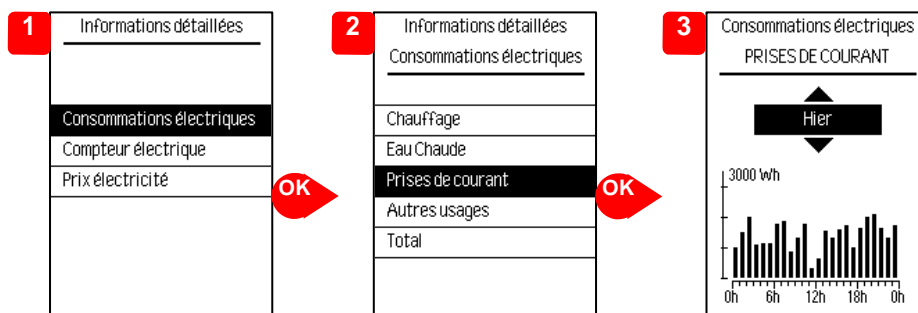 1
Informations détaillées
Consommations électriques
Compteur électrique
Prix électricité
OK
2
Informations détaillées
Consommations électriques
Chauffage
Eau Chaude
Prises de courant
Autres usages
Total
OK
3
Consommations électriques
PRISES DE COURANT
Hier
3000 Wh
0h 6h 12h 18h 0h